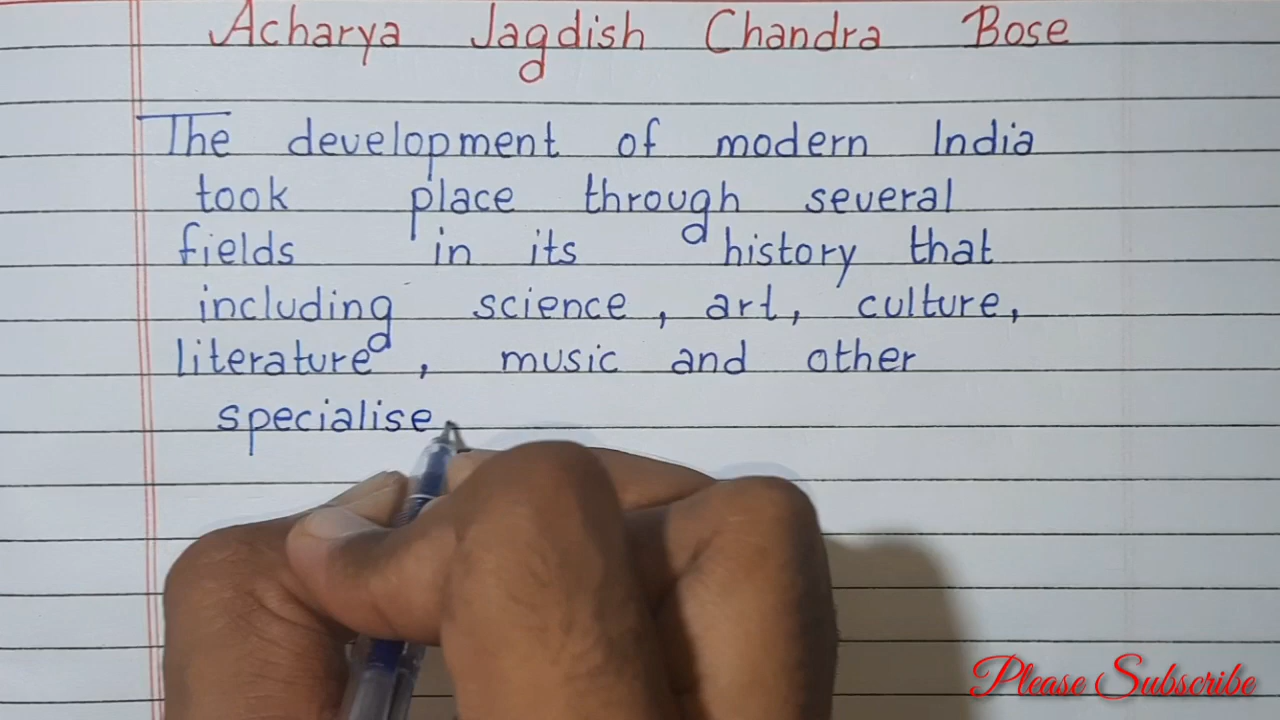 Acharya Jagdish Chandra Bose
The development of modern India
took place through several
fields in its history that
including science, art, culture,
literature, music and other
specialise
Please Subscribe